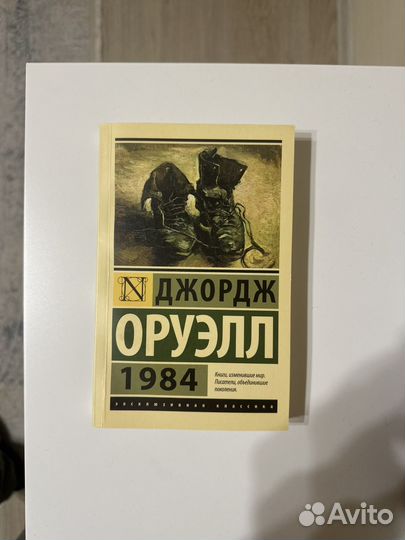 N ДЖОРДЖ
ОРУЭЛЛ
1984
Книги, изменившие мир.
Писатели, объединившие
поколения.
ЭКСКЛЮЗИВНАЯ КЛАССИКА
Avito